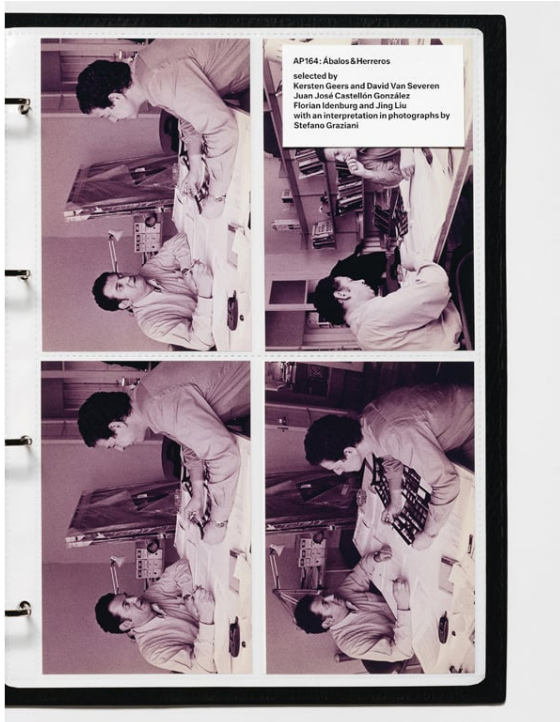 AP164: Ábalos & Herreros
selected by
Kersten Geers and David Van Severen
Juan José Castellón González
Florian Idenburg and Jing Liu
with an interpretation in photographs by
Stefano Graziani